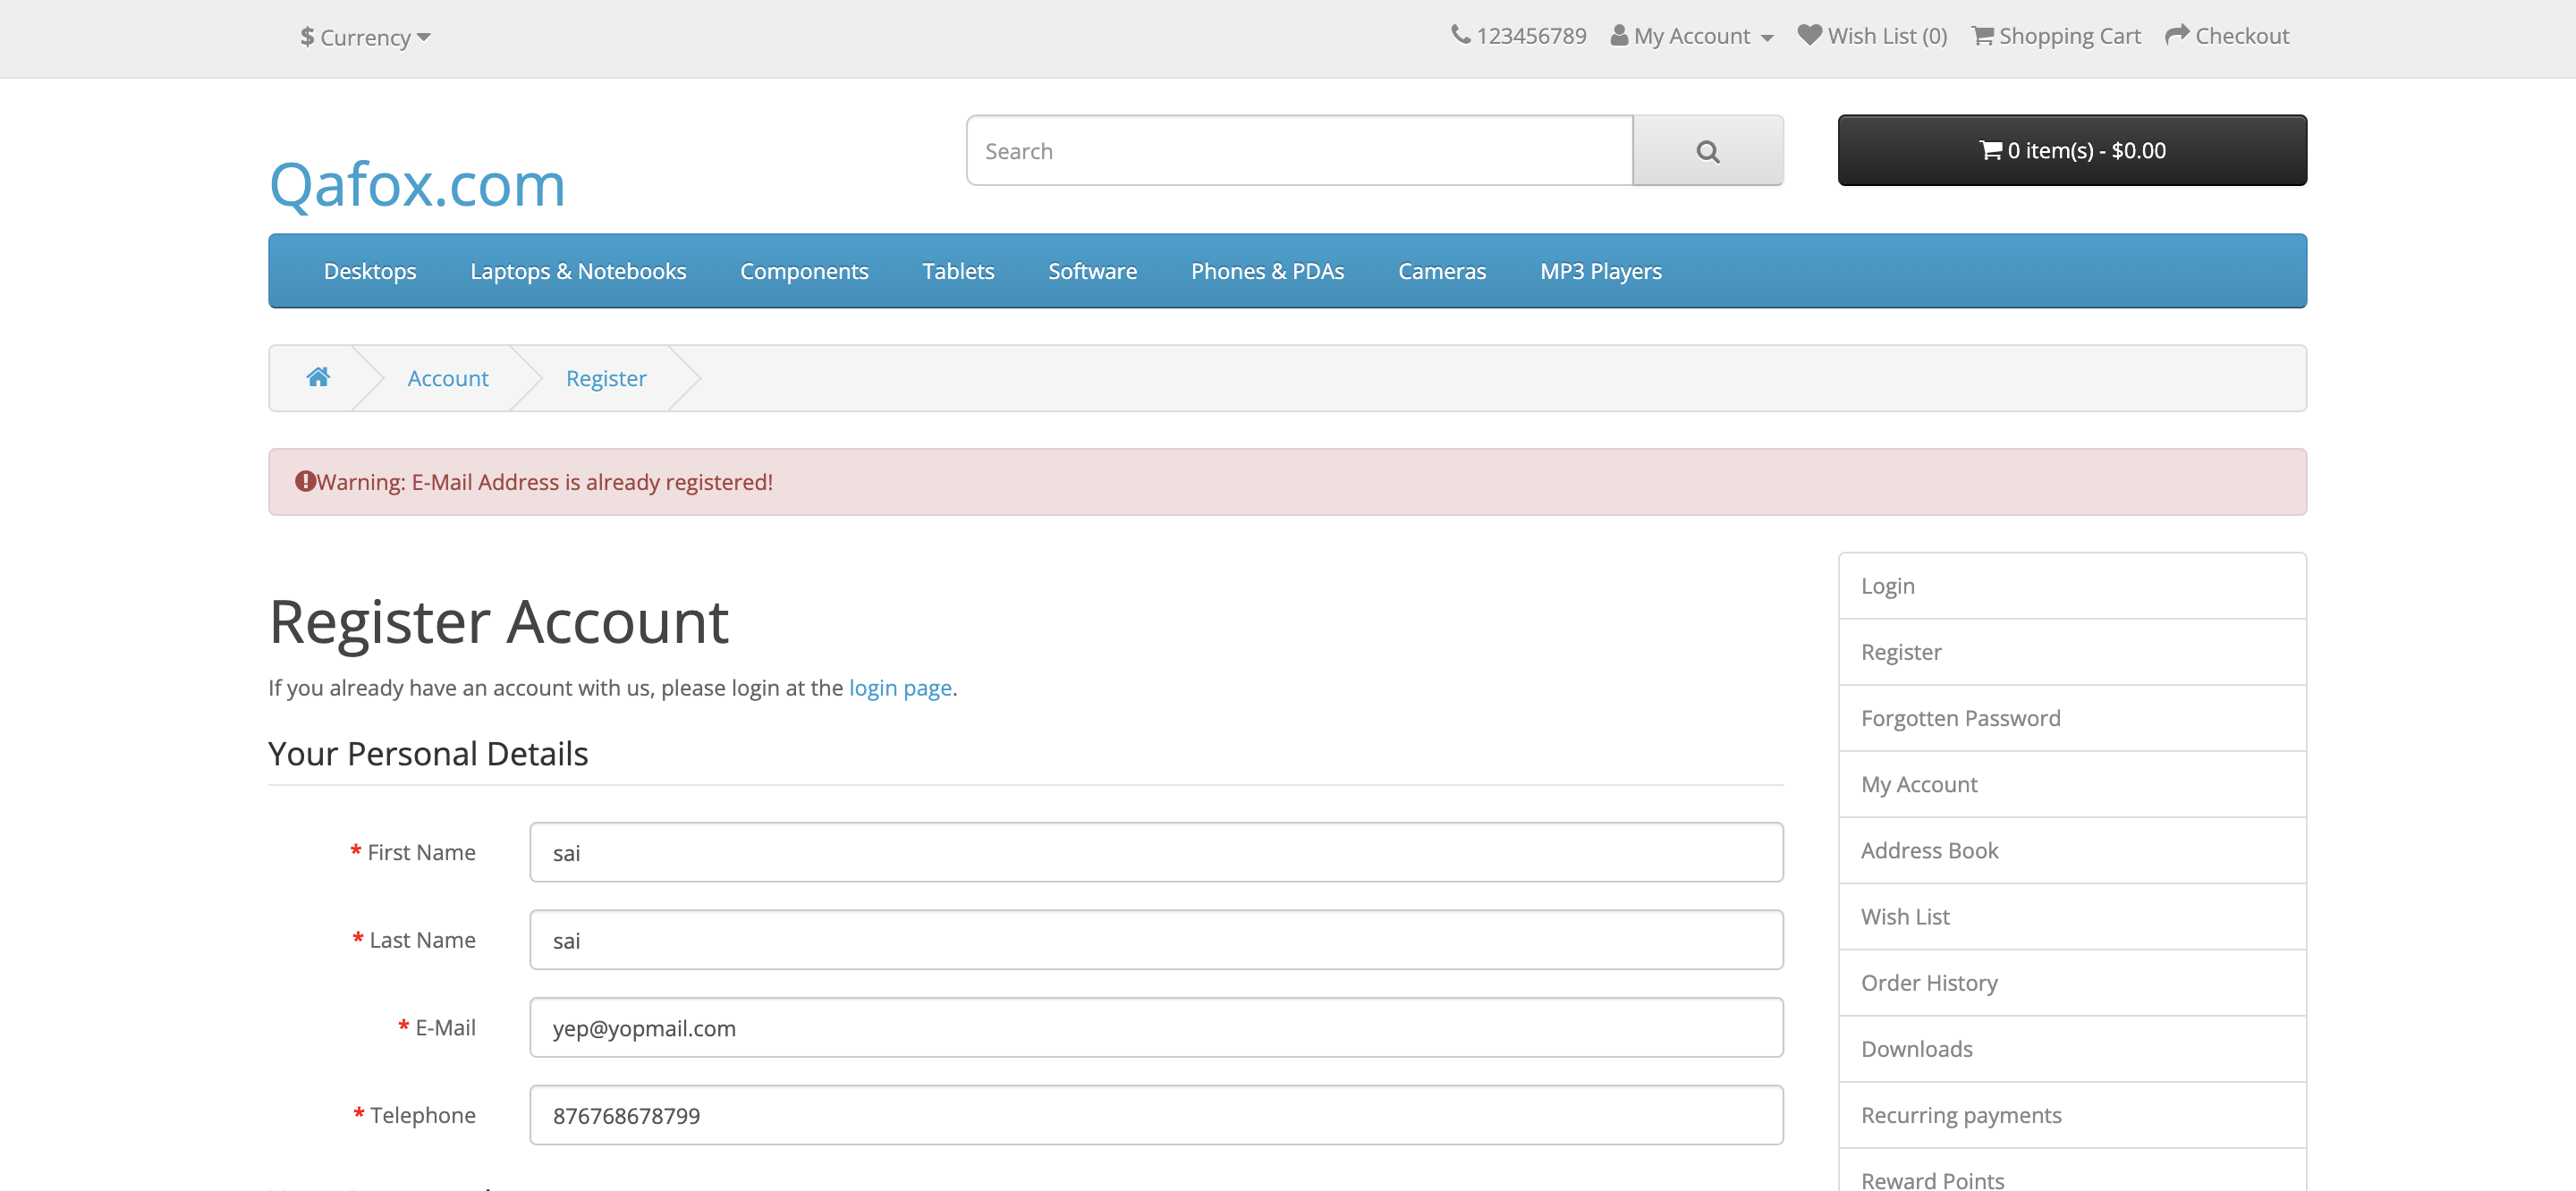 $ Currency
123456789 My Account Wish List (0) Shopping Cart Checkout
Qafox.com
Search
0 item(s) - $0.00
Desktops Laptops & Notebooks Components Tablets Software Phones & PDAs Cameras MP3 Players
Account Register
Warning: E-Mail Address is already registered!
Register Account
If you already have an account with us, please login at the login page.
Your Personal Details
* First Name sai
* Last Name sai
* E-Mail yep@yopmail.com
* Telephone 876768678799
Login
Register
Forgotten Password
My Account
Address Book
Wish List
Order History
Downloads
Recurring payments
Reward Points